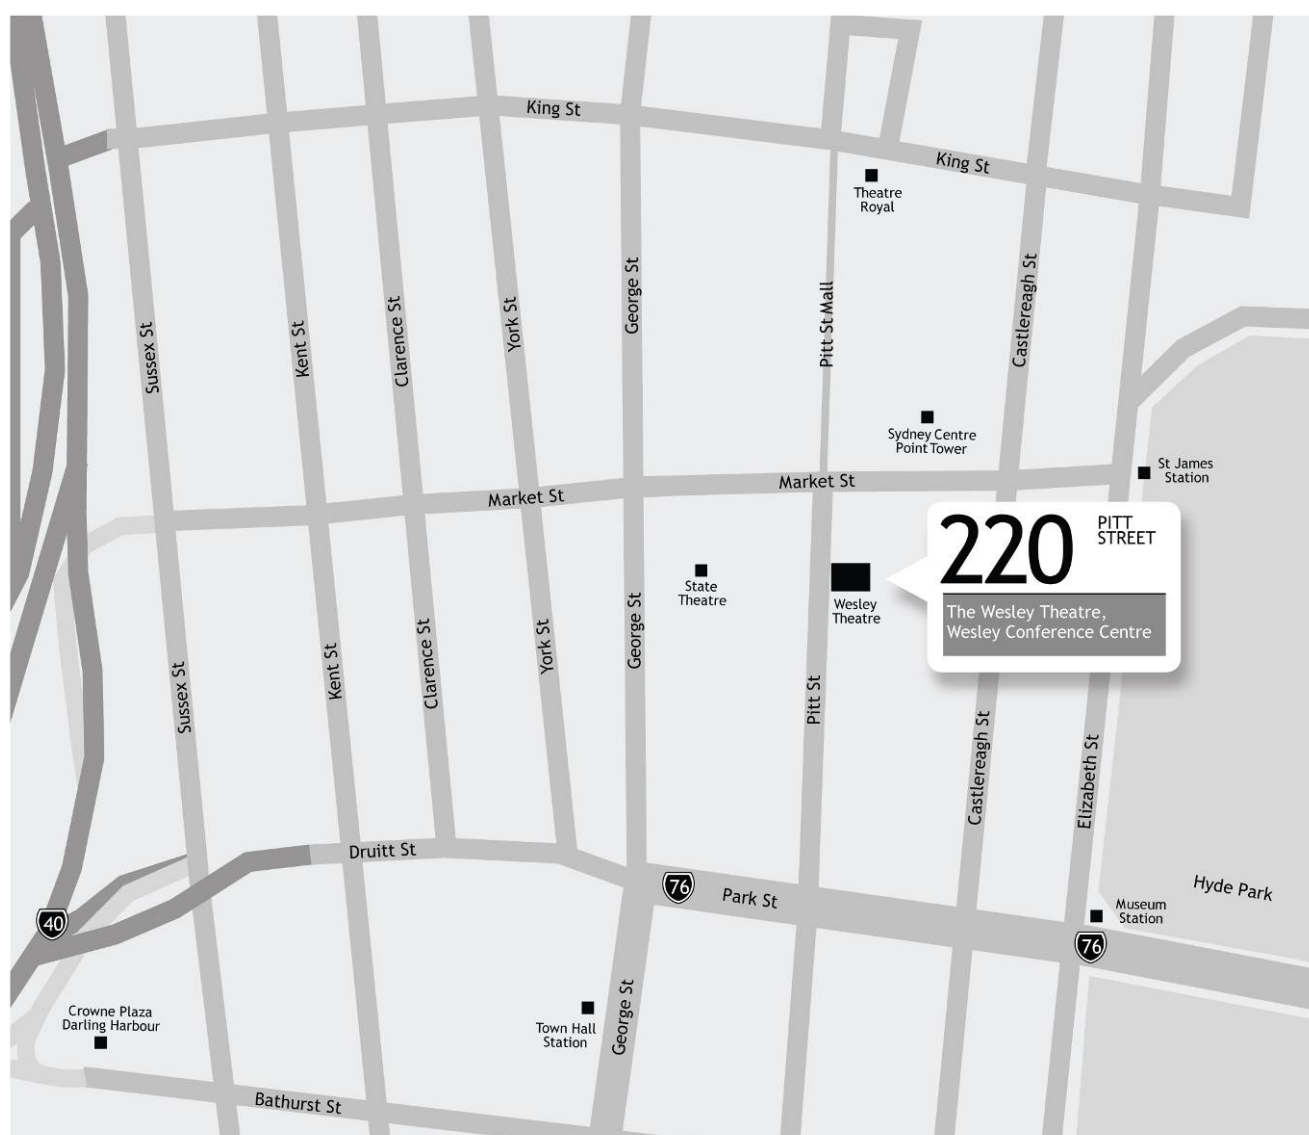 King St
King St
Theatre
Royal
George St
Castlereagh St
Pitt St Mall
York St
Clarence St
Kent St
Sussex St
Sydney Centre
Point Tower
St James
Station
Market St
Market St
220
PITT
STREET
The Wesley Theatre,
Wesley Conference Centre
State
Theatre
Wesley
Theatre
George St
York St
Clarence St
Kent St
Sussex St
Pitt St
Castlereagh St
Elizabeth St
Druitt St
76
Park St
Hyde Park
Museum
Station
76
40
Crowne Plaza
Darling Harbour
Town Hall
Station
George St
Bathurst St